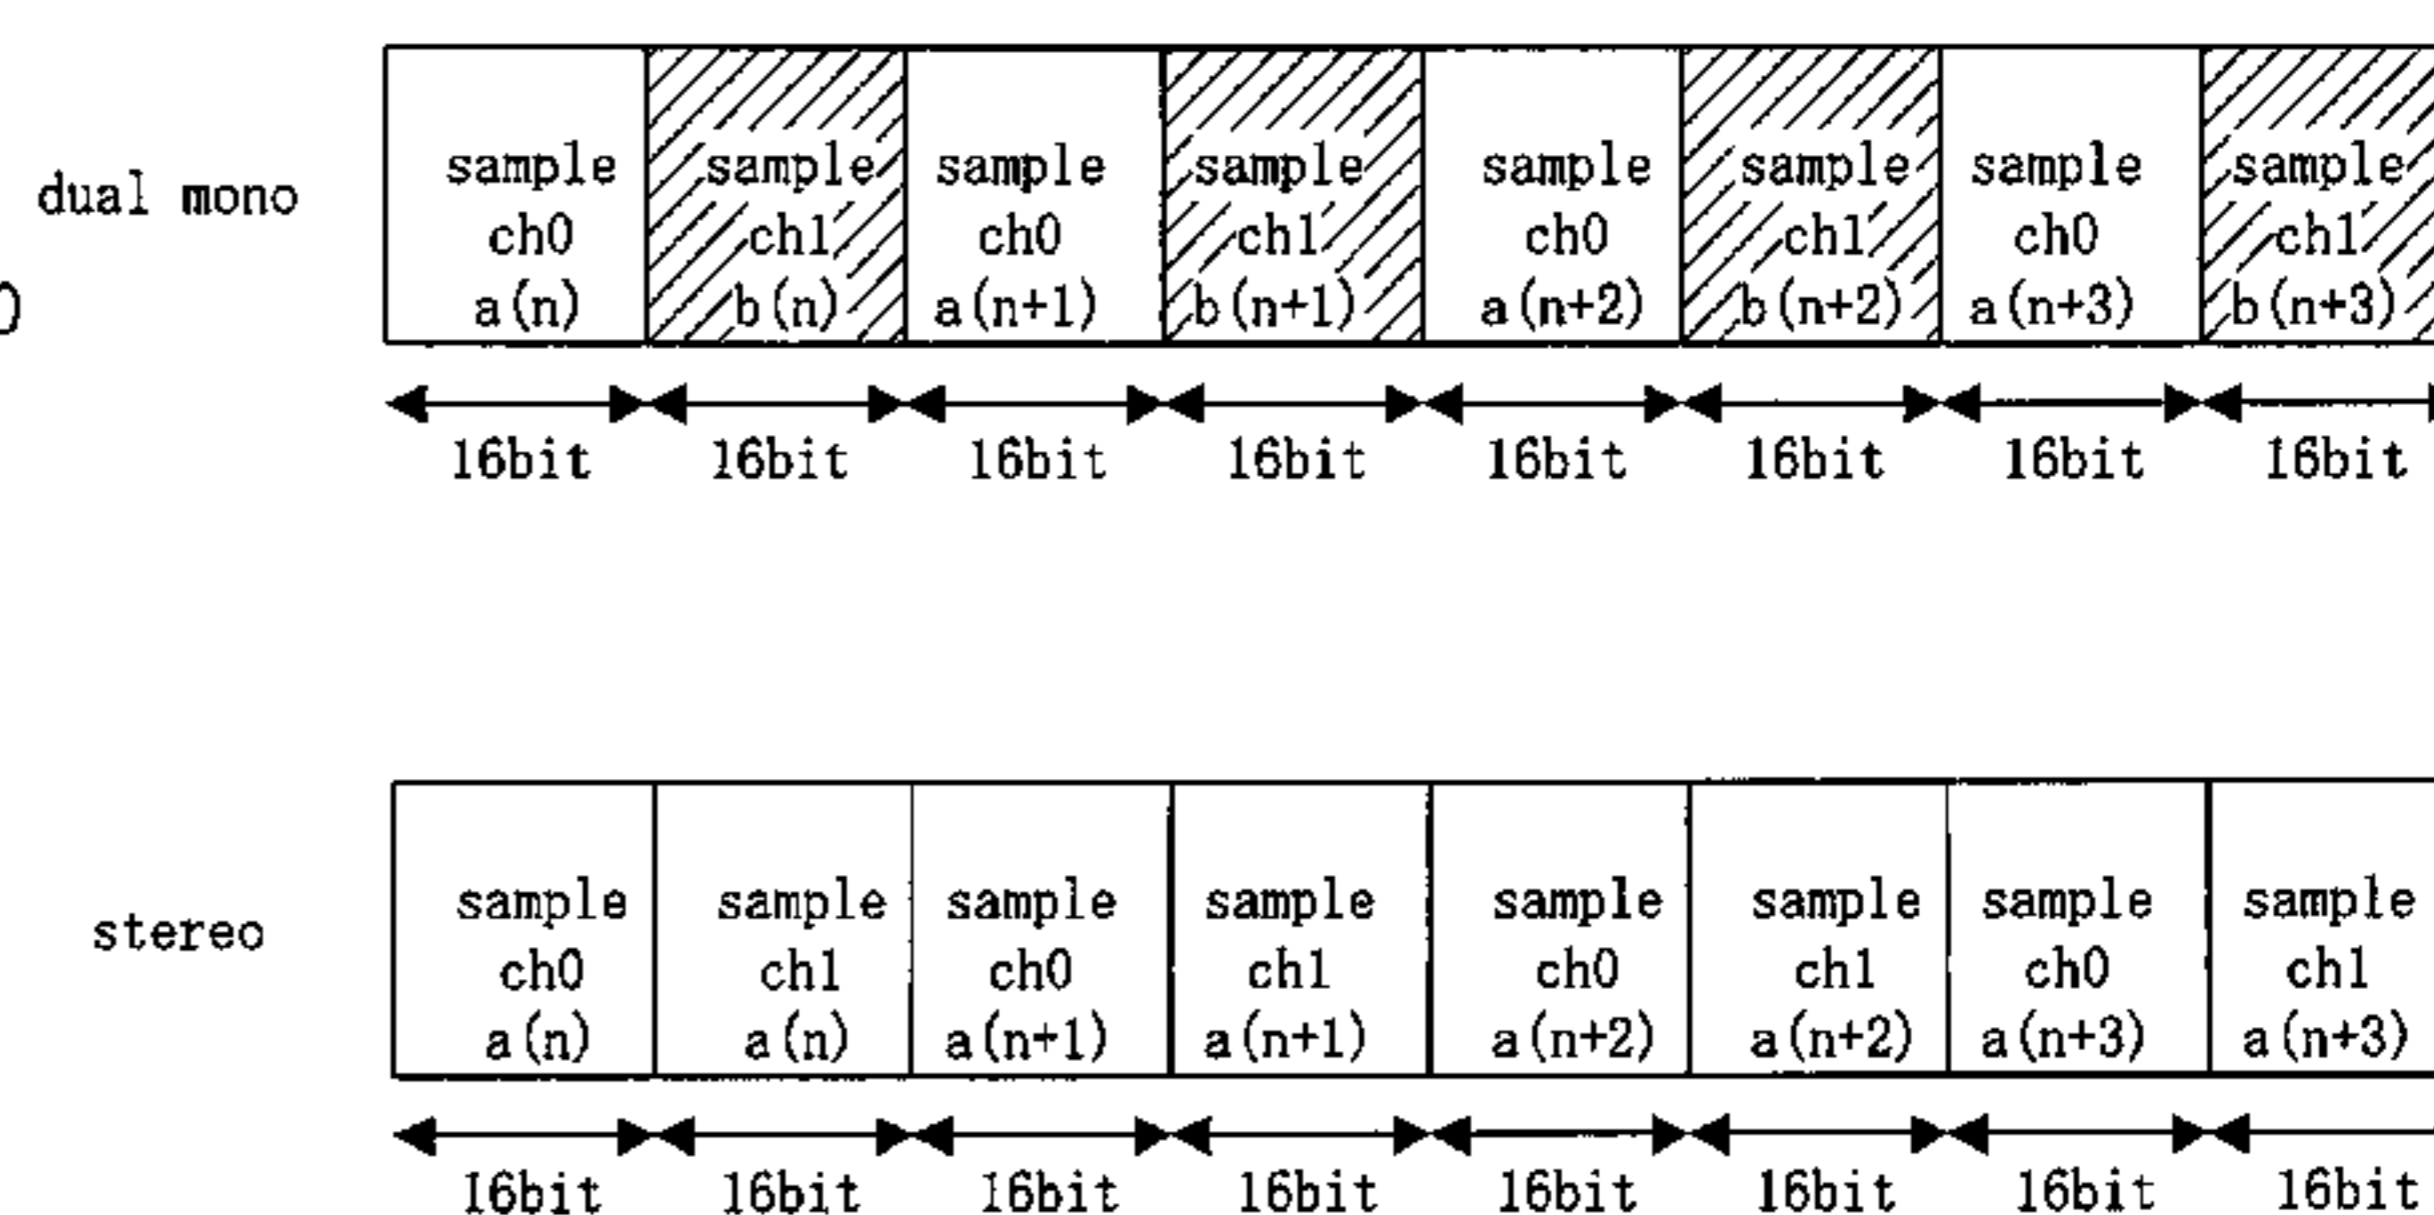 dual mono
sample sample sample sample sample sample sample sample
ch0 ch1 ch0 ch1 ch0 ch1 ch0 ch1
a(n) b(n) a(n+1) b(n+1) a(n+2) b(n+2) a(n+3) b(n+3)
16bit 16bit 16bit 16bit 16bit 16bit 16bit 16bit
stereo
sample sample sample sample sample sample sample sample
ch0 ch1 ch0 ch1 ch0 ch1 ch0 ch1
a(n) a(n) a(n+1) a(n+1) a(n+2) a(n+2) a(n+3) a(n+3)
16bit 16bit 16bit 16bit 16bit 16bit 16bit 16bit